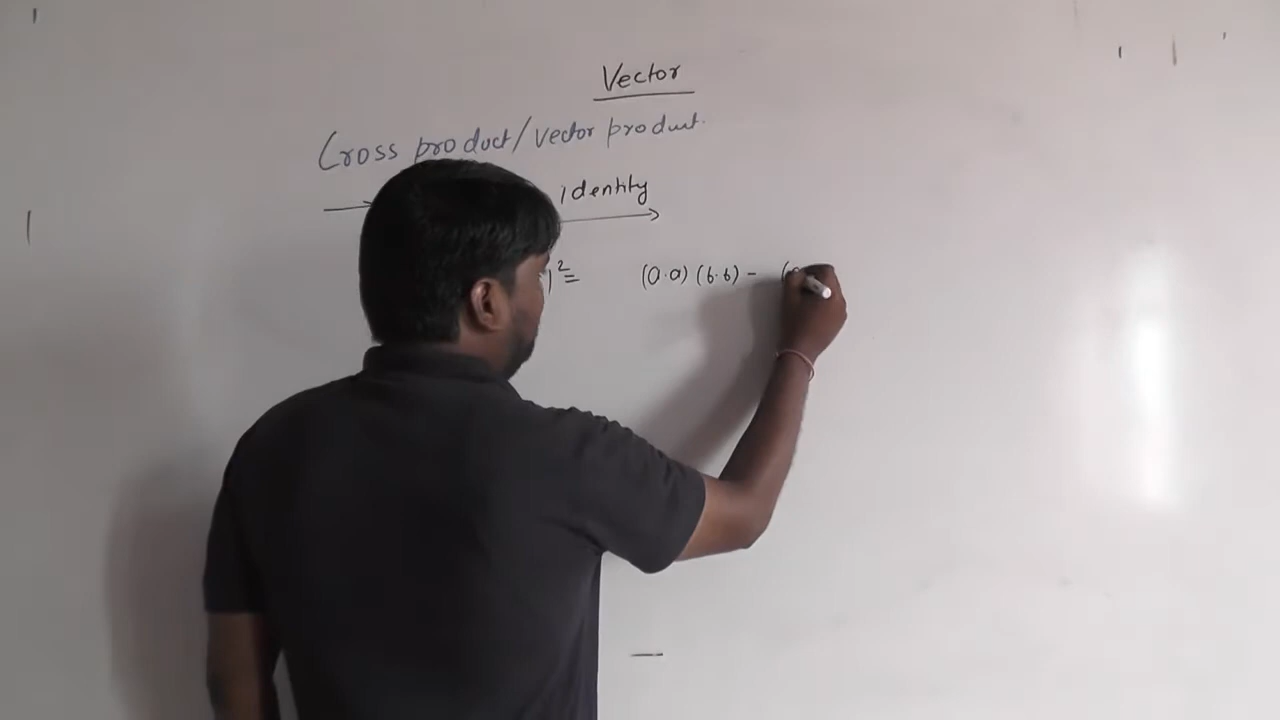 Vector
Cross product/vector product.
Identity
|²= (a.a) (b.b) - (